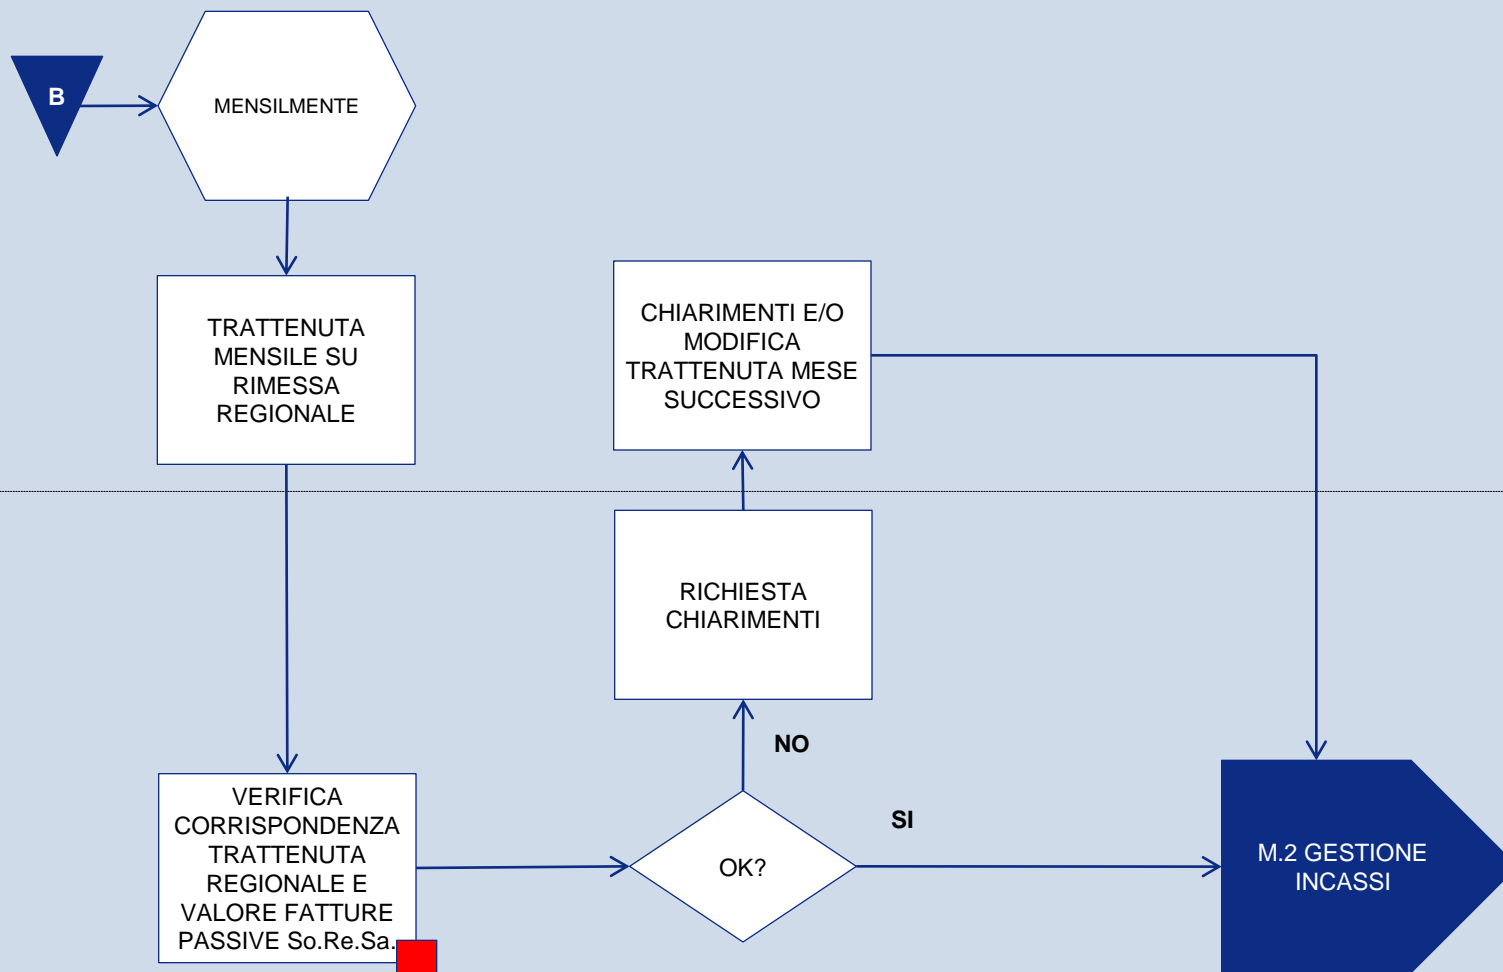 B
MENSILMENTE
TRATTENUTA
MENSILE SU
RIMESSA
REGIONALE
CHIARIMENTI E/O
MODIFICA
TRATTENUTA MESE
SUCCESSIVO
RICHIESTA
CHIARIMENTI
NO
VERIFICA
CORRISPONDENZA
TRATTENUTA
REGIONALE E
VALORE FATTURE
PASSIVE So.Re.Sa.
OK?
SI
M.2 GESTIONE
INCASSI